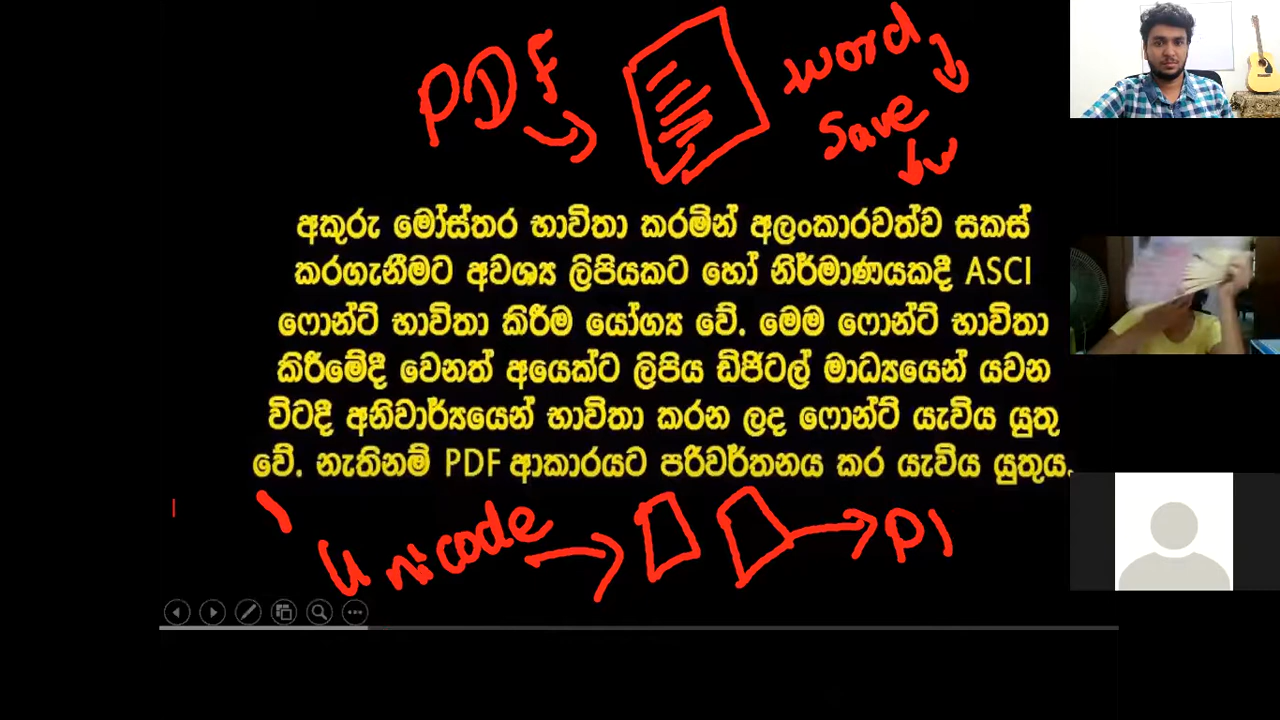 PDF
word
Save
අකුරු මෝස්තර භාවිතා කරමින් අලංකාරවත්ව සකස්
කරගැනීමට අවශ්‍ය ලිපියකට හෝ නිර්මාණයකදී ASCI
ෆොන්ට් භාවිතා කිරීම යෝග්‍ය වේ. මෙම ෆොන්ට් භාවිතා
කිරීමේදී වෙනත් අයෙක්ට ලිපිය ඩිජිටල් මාධ්‍යයෙන් යවන
විටදී අනිවාර්යයෙන් භාවිතා කරන ලද ෆොන්ට් යැවිය යුතු
වේ. නැතිනම් PDF ආකාරයට පරිවර්තනය කර යැවිය යුතුය.
Unicode